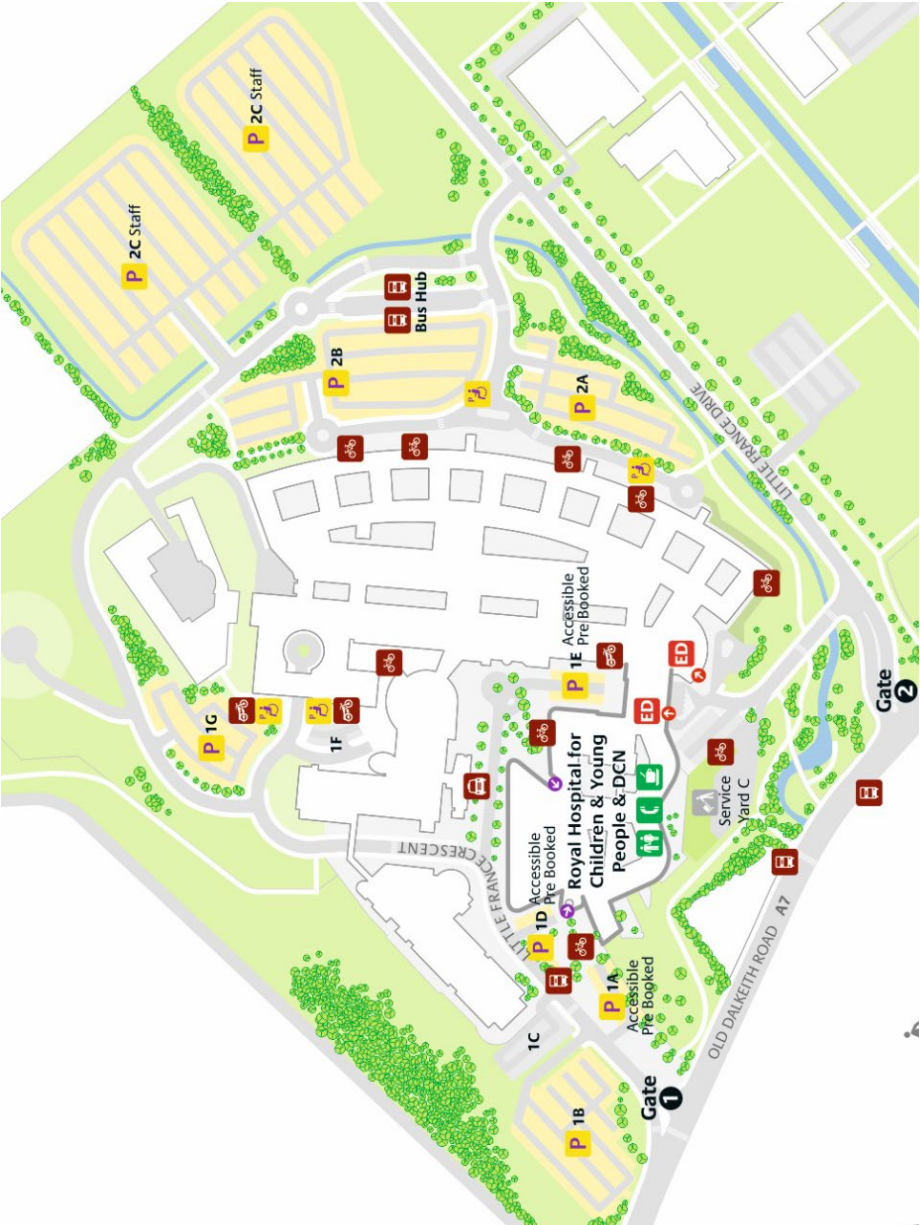 P 2C Staff
P 2C Staff
Bus Hub
P 2B
P 2A
LITTLE FRANCE DRIVE
P 1G
1F
P 1E Accessible
Pre Booked
ED
ED
LITTLE FRANCE CRESCENT
P 1D Accessible
Pre Booked
Royal Hospital for
Children & Young
People & DCN
Service
Yard C
P 1A
Accessible
Pre Booked
1C
P 1B
Gate
1
Gate
2
OLD DALKEITH ROAD A7